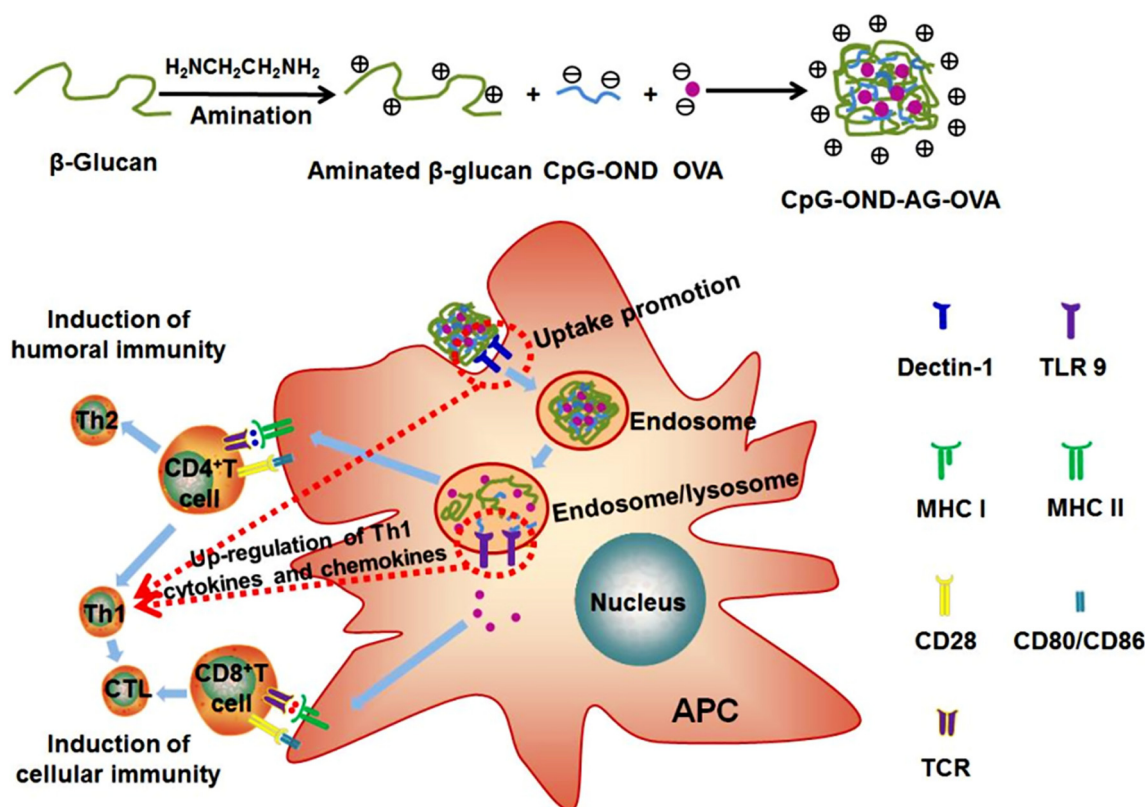 H₂NCH₂CH₂NH₂
Amination
β-Glucan
Aminated β-glucan
+
CpG-OND
+
OVA
CpG-OND-AG-OVA
Induction of
humoral immunity
Uptake promotion
Endosome
Endosome/lysosome
Th2
CD4⁺T
cell
Up-regulation of Th1
cytokines and chemokines
Th1
CTL
CD8⁺T
cell
Nucleus
APC
Induction of
cellular immunity
Dectin-1
TLR 9
MHC I
MHC II
CD28
CD80/CD86
TCR